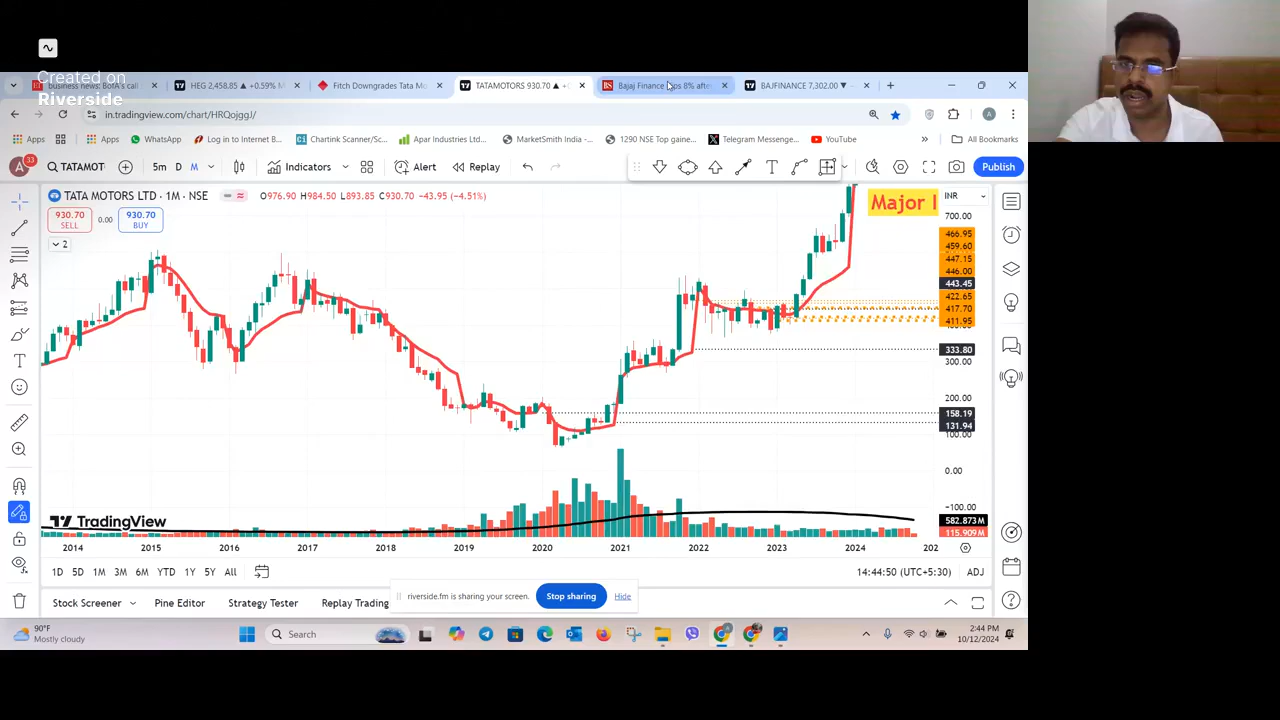 Created on
Riverside
business news: BofA's call
HEG 2,458.85 ▲ +0.59% M
Fitch Downgrades Tata Mo
TATAMOTORS 930.70 ▲ +
Bajaj Finance
ps 8% after
BAJFINANCE 7,302.00 ▼
in.tradingview.com/chart/HRQojgqJ/
Apps
Apps
WhatsApp
Log in to Internet B...
Chartink Scanner/Sc...
Apar Industries Ltd...
MarketSmith India
1290 NSE Top gaine...
Telegram Messenge...
YouTube
»
All Bookmarks
33
TATAMOT
5m
D
M
Indicators
Alert
Replay
Publish
TATA MOTORS LTD · 1M · NSE
O976.90 H984.50 L893.85 C930.70 −43.95 (−4.51%)
930.70
SELL
0.00
930.70
BUY
2
Major I
INR
700.00
466.95
459.60
447.15
446.00
443.45
422.65
417.70
411.95
333.80
300.00
200.00
158.19
131.94
100.00
0.00
−100.00
582.873M
115.909M
TradingView
2014 2015 2016 2017 2018 2019 2020 2021 2022 2023 2024 202
1D 5D 1M 3M 6M YTD 1Y 5Y All
14:44:50 (UTC+5:30)
ADJ
riverside.fm is sharing your screen.
Stop sharing
Hide
Stock Screener
Pine Editor
Strategy Tester
Replay Trading
90°F
Mostly cloudy
Search
2:44 PM
10/12/2024